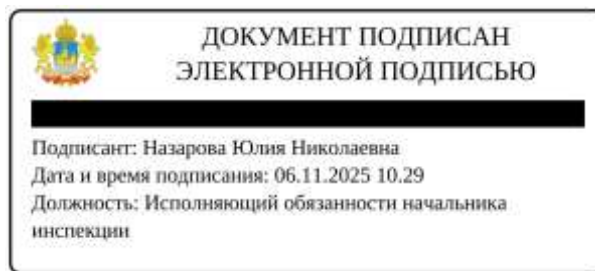 ДОКУМЕНТ ПОДПИСАН
ЭЛЕКТРОННОЙ ПОДПИСЬЮ
Подписант: Назарова Юлия Николаевна
Дата и время подписания: 06.11.2025 10.29
Должность: Исполняющий обязанности начальника
инспекции